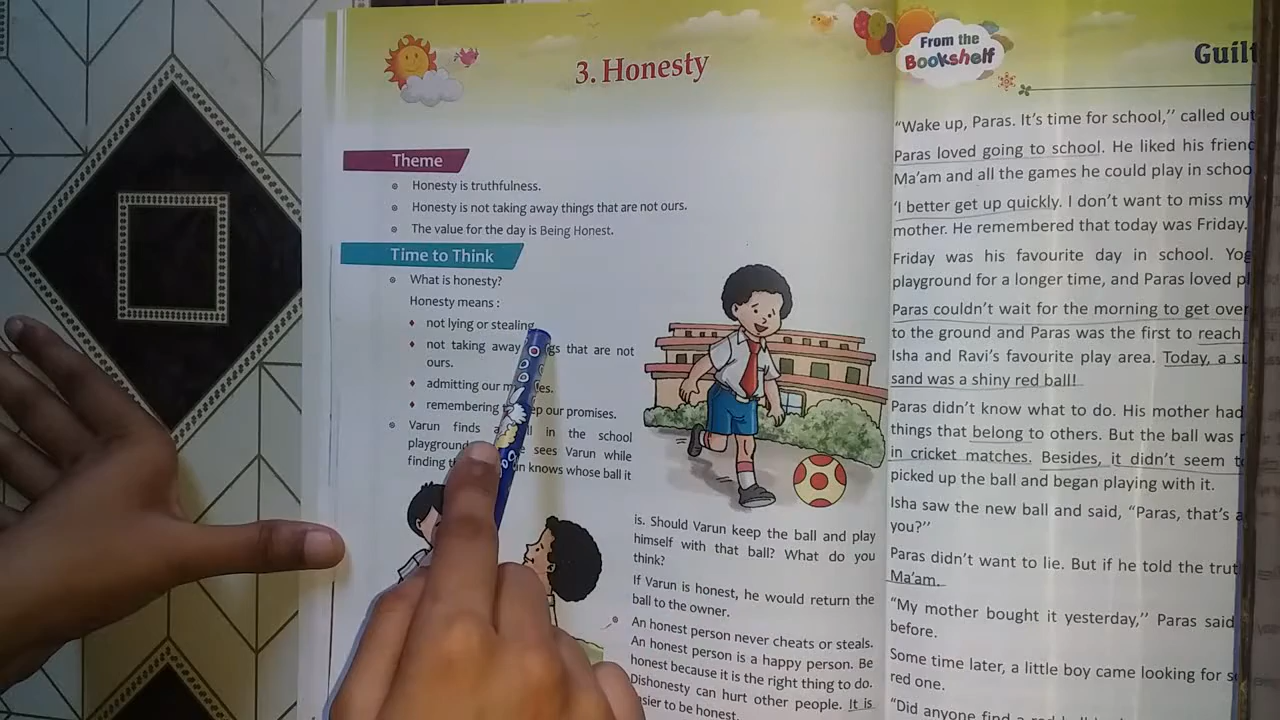 3. Honesty
Theme
Honesty is truthfulness.
Honesty is not taking away things that are not ours.
The value for the day is Being Honest.
Time to Think
What is honesty?
Honesty means :
not lying or stealing
not taking away gs that are not
ours.
admitting our m es.
remembering ep our promises.
Varun finds a l in the school
playground sees Varun while
finding t n knows whose ball it
is. Should Varun keep the ball and play
himself with that ball? What do you
think?
If Varun is honest, he would return the
ball to the owner.
An honest person never cheats or steals.
An honest person is a happy person. Be
honest because it is the right thing to do.
Dishonesty can hurt other people. It is
asier to be honest.
From the
Bookshelf
Guilt
“Wake up, Paras. It’s time for school,” called out
Paras loved going to school. He liked his friend
Ma’am and all the games he could play in schoo
‘I better get up quickly. I don’t want to miss my
mother. He remembered that today was Friday.
Friday was his favourite day in school. Yog
playground for a longer time, and Paras loved pl
Paras couldn’t wait for the morning to get over
to the ground and Paras was the first to reach
Isha and Ravi’s favourite play area. Today, a su
sand was a shiny red ball!
Paras didn’t know what to do. His mother had
things that belong to others. But the ball was
in cricket matches. Besides, it didn’t seem t
picked up the ball and began playing with it.
Isha saw the new ball and said, “Paras, that’s a
you?”
Paras didn’t want to lie. But if he told the trut
Ma’am.
“My mother bought it yesterday,” Paras said
before.
Some time later, a little boy came looking for s
red one.
“Did anyone find a